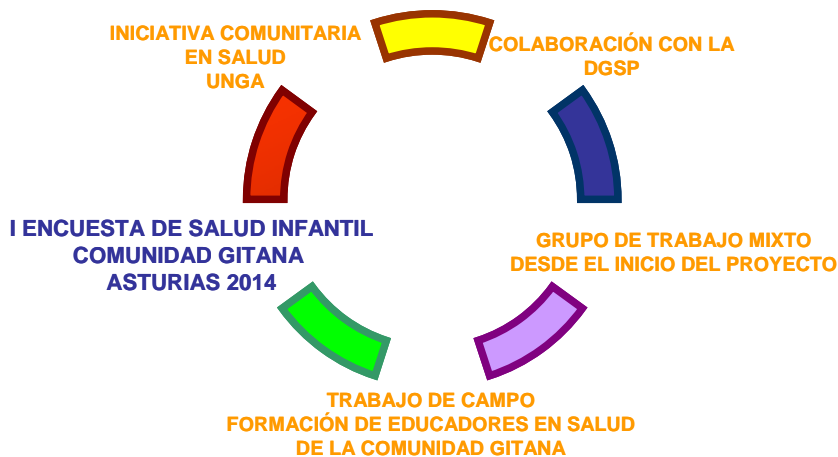 INICIATIVA COMUNITARIA
EN SALUD
UNGA
COLABORACIÓN CON LA
DGSP
GRUPO DE TRABAJO MIXTO
DESDE EL INICIO DEL PROYECTO
TRABAJO DE CAMPO
FORMACIÓN DE EDUCADORES EN SALUD
DE LA COMUNIDAD GITANA
I ENCUESTA DE SALUD INFANTIL
COMUNIDAD GITANA
ASTURIAS 2014